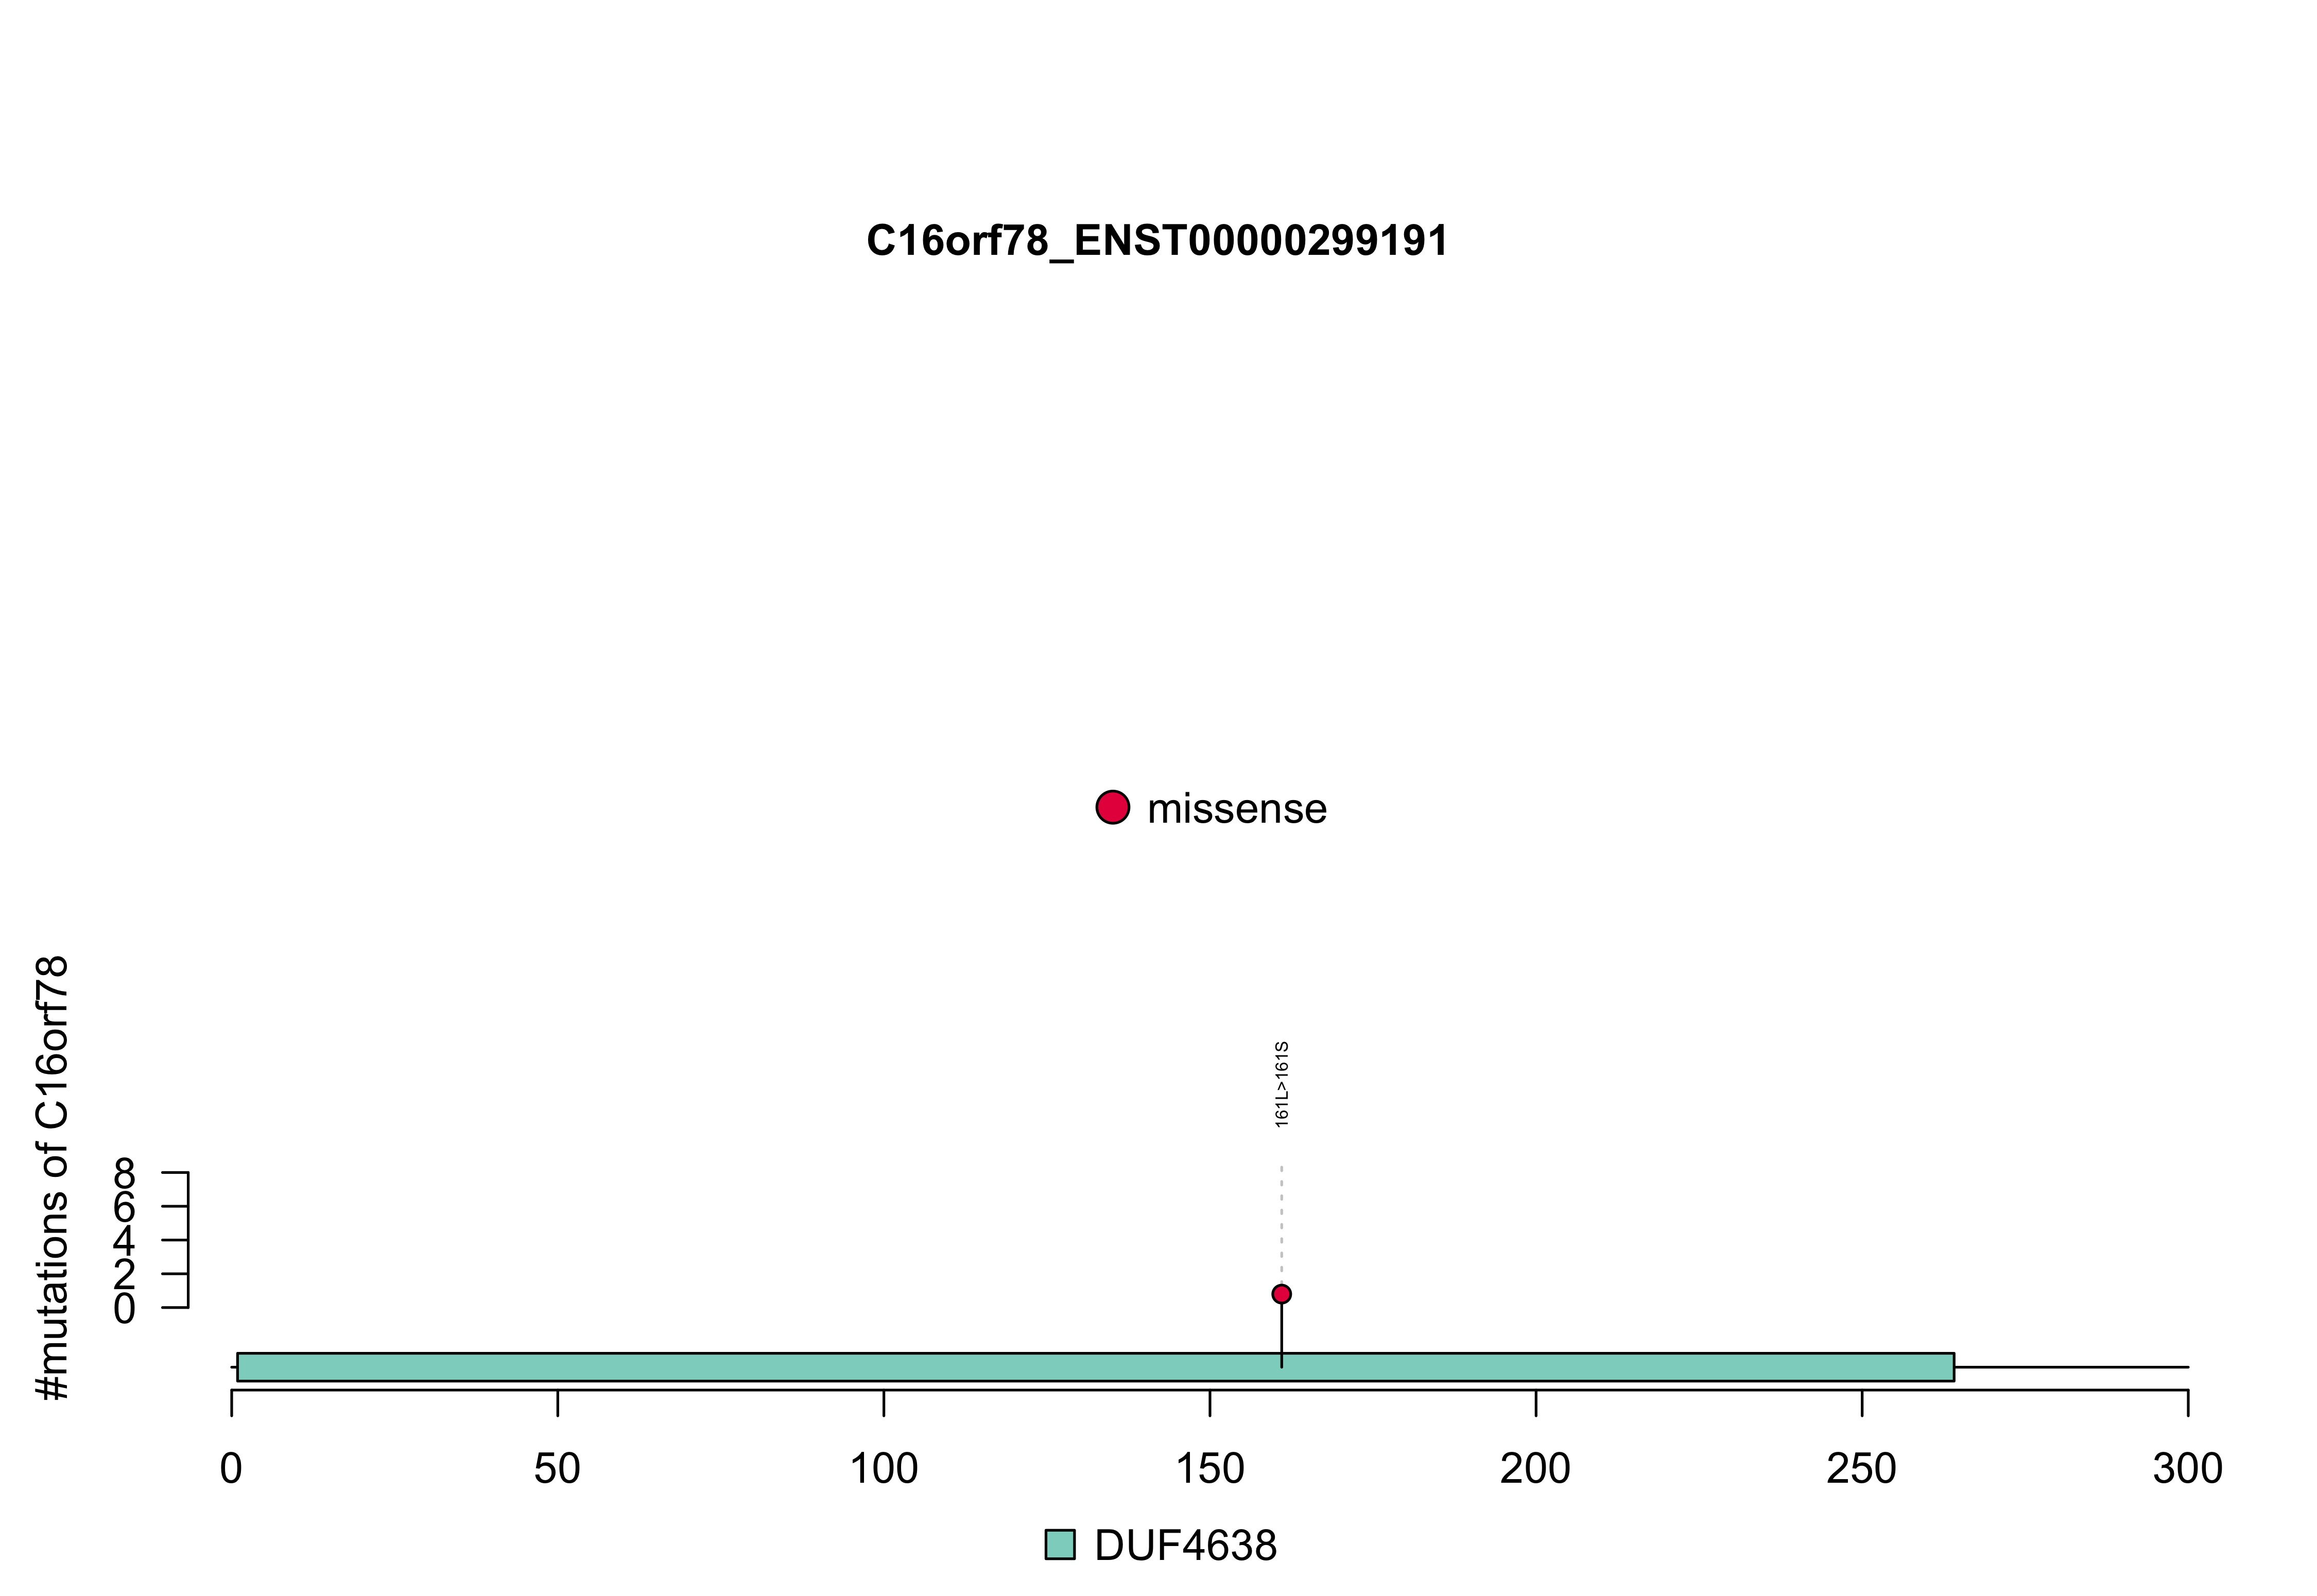 C16orf78_ENST00000299191
missense
#mutations of C16orf78
161L>161S
8
6
4
2
0
0 50 100 150 200 250 300
DUF4638